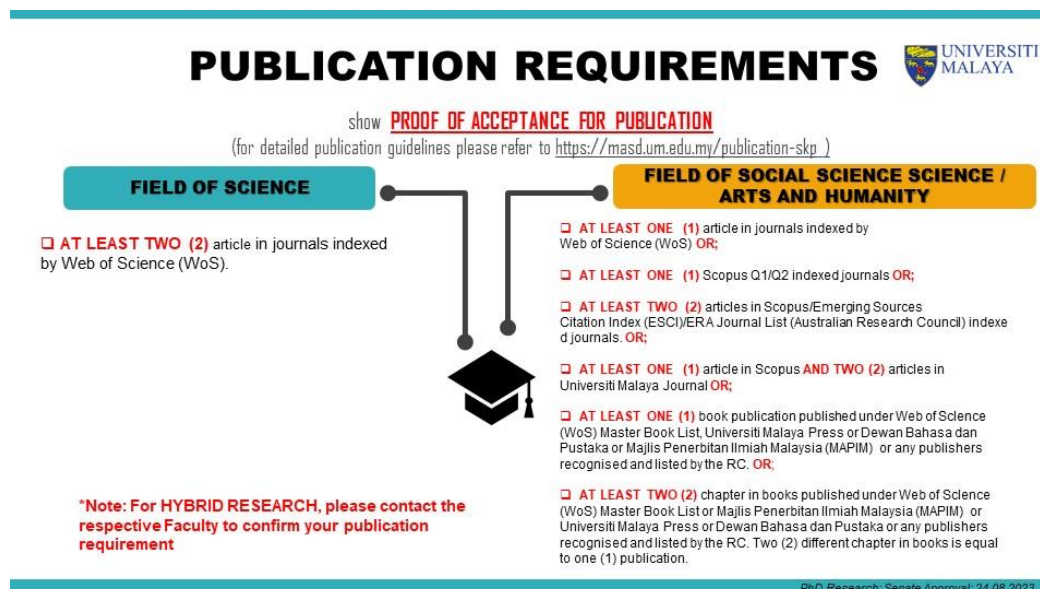 PUBLICATION REQUIREMENTS
UNIVERSITI
MALAYA
show PROOF OF ACCEPTANCE FOR PUBLICATION
(for detailed publication guidelines please refer to https://masd.um.edu.my/publication-skp )
FIELD OF SCIENCE
❑ AT LEAST TWO (2) article in journals indexed
by Web of Science (WoS).
*Note: For HYBRID RESEARCH, please contact the
respective Faculty to confirm your publication
requirement
FIELD OF SOCIAL SCIENCE SCIENCE /
ARTS AND HUMANITY
❑ AT LEAST ONE (1) article in journals indexed by
Web of Science (WoS) OR;
❑ AT LEAST ONE (1) Scopus Q1/Q2 indexed journals OR;
❑ AT LEAST TWO (2) articles in Scopus/Emerging Sources
Citation Index (ESCI)/ERA Journal List (Australian Research Council) indexe
d journals. OR;
❑ AT LEAST ONE (1) article in Scopus AND TWO (2) articles in
Universiti Malaya Journal OR;
❑ AT LEAST ONE (1) book publication published under Web of Science
(WoS) Master Book List, Universiti Malaya Press or Dewan Bahasa dan
Pustaka or Majlis Penerbitan Ilmiah Malaysia (MAPIM) or any publishers
recognised and listed by the RC. OR;
❑ AT LEAST TWO (2) chapter in books published under Web of Science
(WoS) Master Book List or Majlis Penerbitan Ilmiah Malaysia (MAPIM) or
Universiti Malaya Press or Dewan Bahasa dan Pustaka or any publishers
recognised and listed by the RC. Two (2) different chapter in books is equal
to one (1) publication.
PhD Research: Senate Approval: 24.08.2023